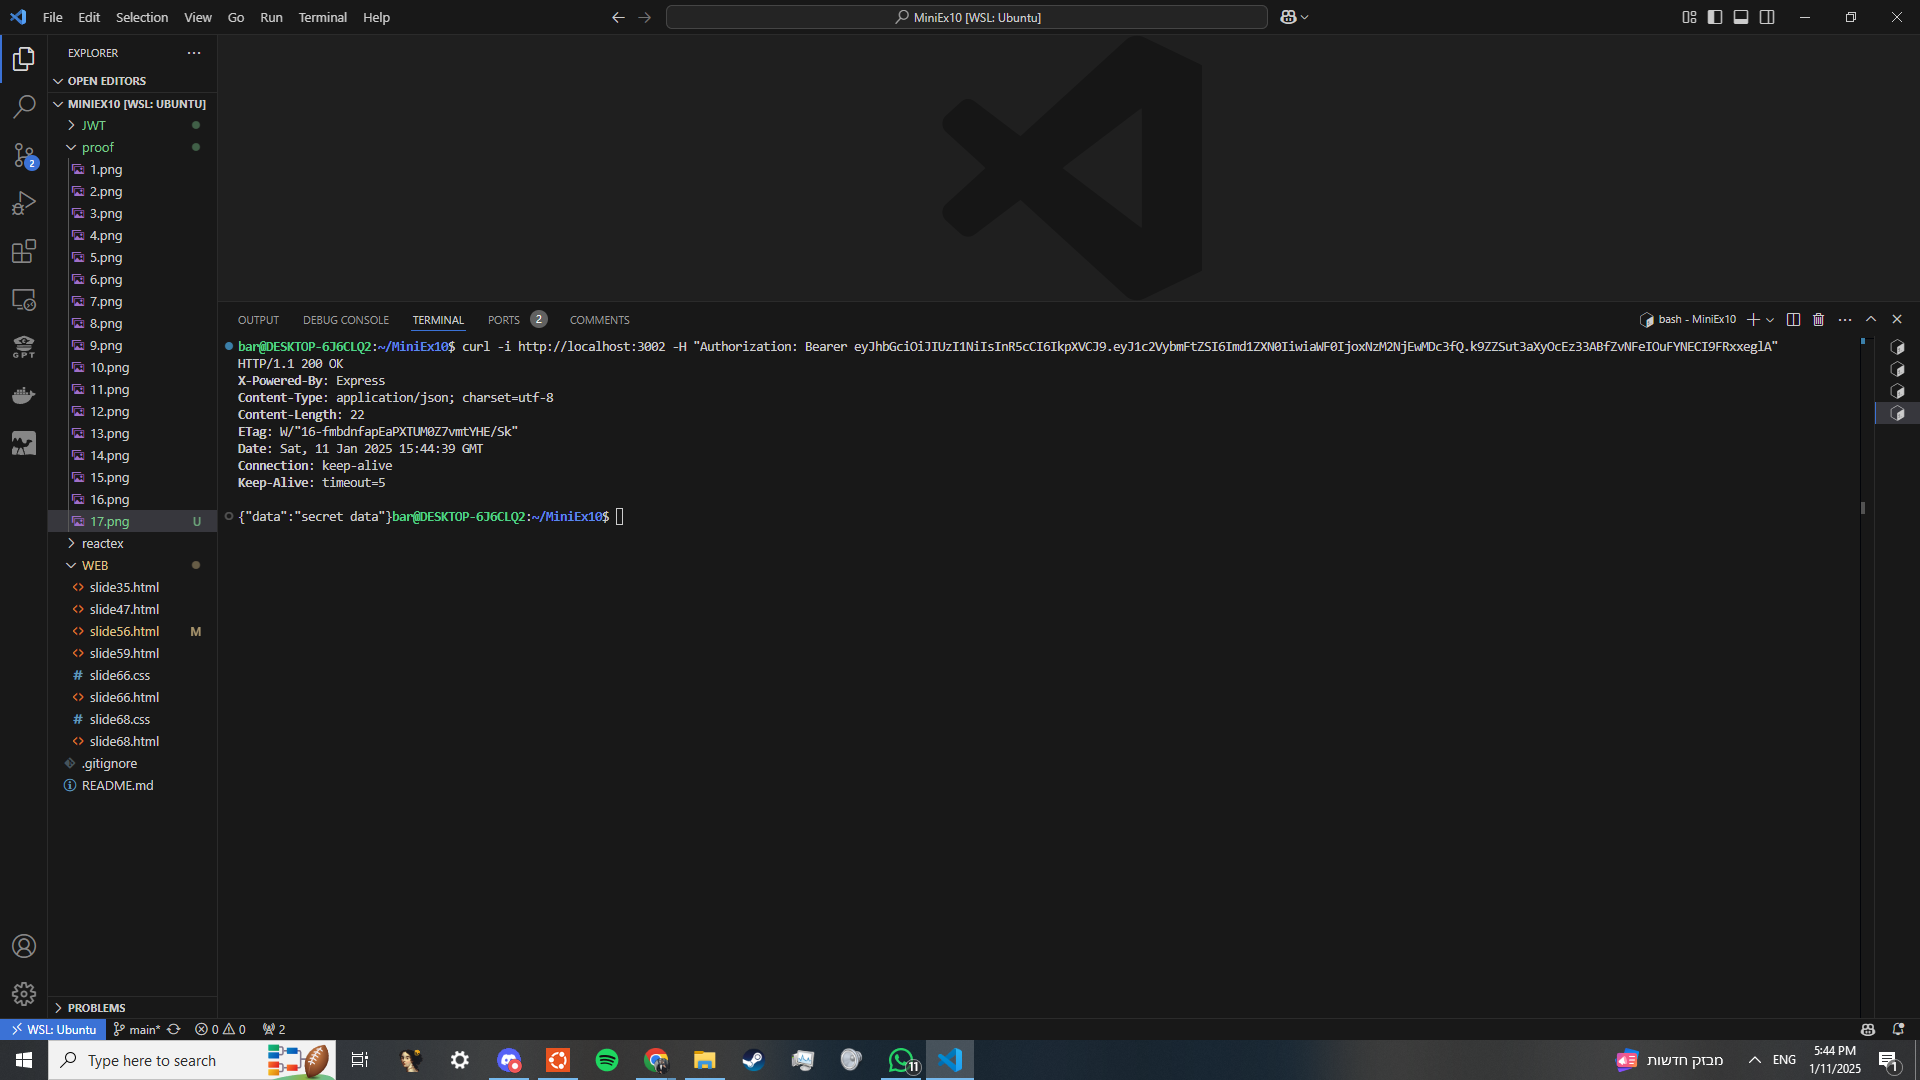 File Edit Selection View Go Run Terminal Help
MiniEx10 [WSL: Ubuntu]
EXPLORER
OPEN EDITORS
MINIEX10 [WSL: UBUNTU]
JWT
proof
1.png
2.png
3.png
4.png
5.png
6.png
7.png
8.png
9.png
10.png
11.png
12.png
13.png
14.png
15.png
16.png
17.png U
reactex
WEB
slide35.html
slide47.html
slide56.html M
slide59.html
slide66.css
slide66.html
slide68.css
slide68.html
.gitignore
README.md
PROBLEMS
2
GPT
OUTPUT DEBUG CONSOLE TERMINAL PORTS 2 COMMENTS
bash - MiniEx10
bar@DESKTOP-6J6CLQ2:~/MiniEx10$ curl -i http://localhost:3002 -H "Authorization: Bearer eyJhbGciOiJIUzI1NiIsInR5cCI6IkpXVCJ9.eyJ1c2VybmFtZSI6Imd1ZXN0IiwiaWF0IjoxNzM2NjEwMDc3fQ.k9ZZSut3aXyOcEz33ABfZvNFeIOuFYNECI9FRxxeglA"
HTTP/1.1 200 OK
X-Powered-By: Express
Content-Type: application/json; charset=utf-8
Content-Length: 22
ETag: W/"16-fmbdnfapEaPXTUM0Z7vmtYHE/Sk"
Date: Sat, 11 Jan 2025 15:44:39 GMT
Connection: keep-alive
Keep-Alive: timeout=5
{"data":"secret data"}bar@DESKTOP-6J6CLQ2:~/MiniEx10$
WSL: Ubuntu main* 0 0 2
Type here to search
11
מבזק חדשות
ENG
5:44 PM
1/11/2025
1